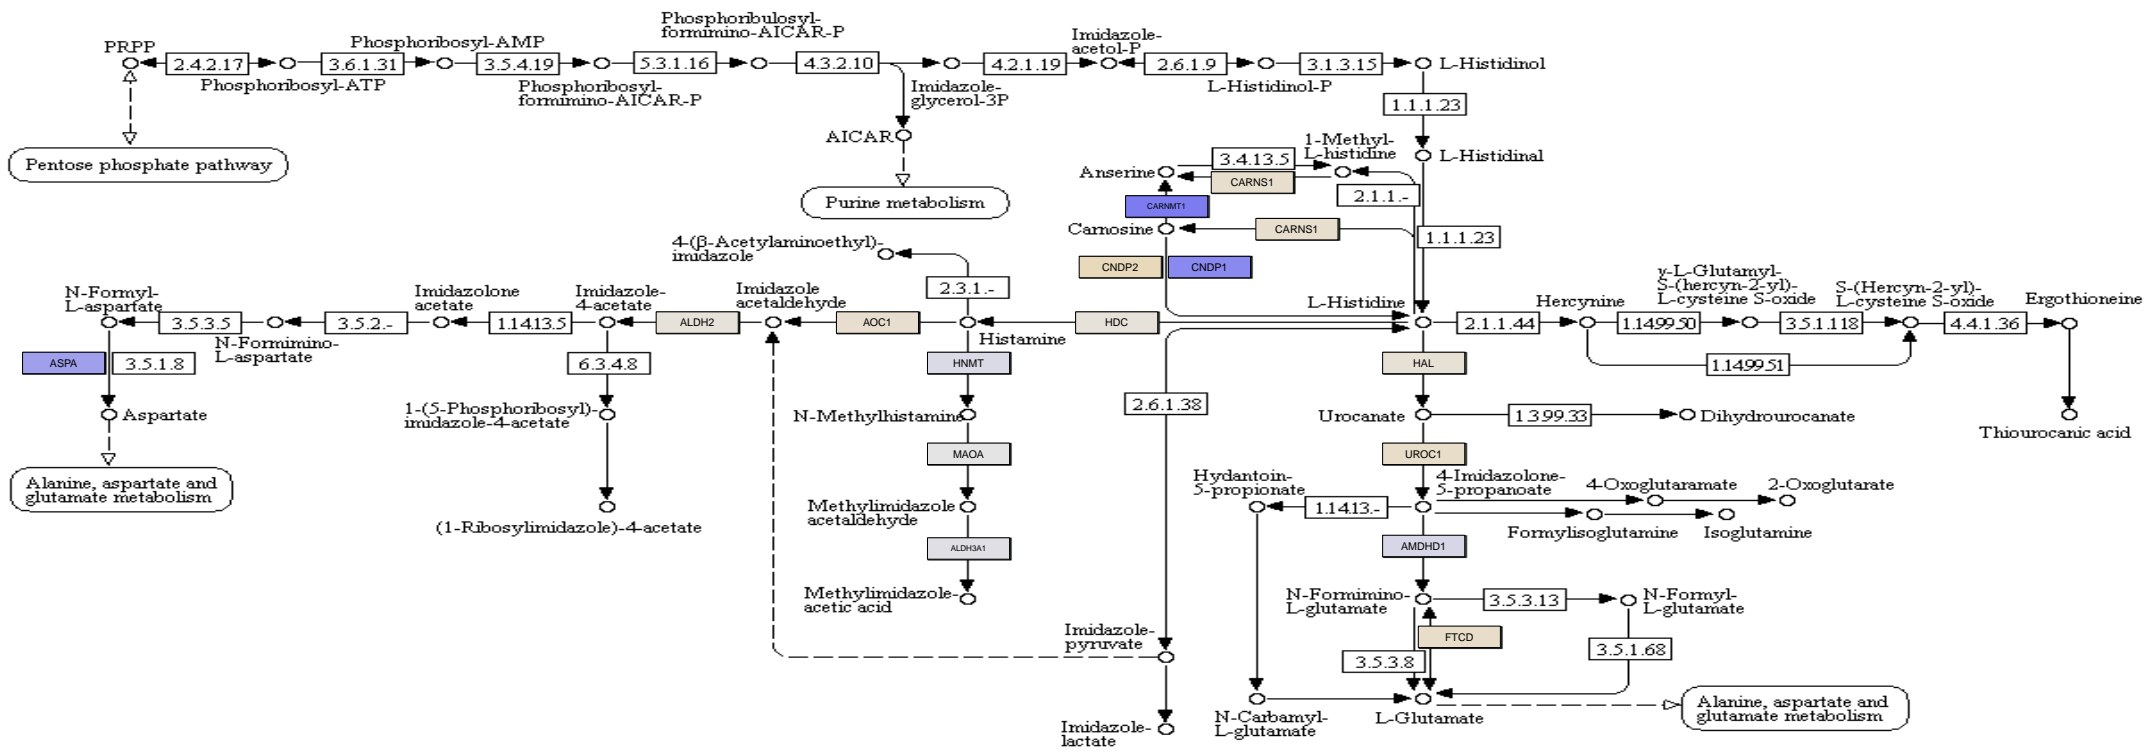 Phosphoribulosyl-
formimino-AICAR-P
PRPP
Phosphoribosyl-AMP
Imidazole-
acetol-P
2.4.2.17
3.6.1.31
3.5.4.19
5.3.1.16
4.3.2.10
4.2.1.19
2.6.1.9
3.1.3.15
L-Histidinol
Phosphoribosyl-ATP
Phosphoribosyl-
formimino-AICAR-P
Imidazole-
glycerol-3P
L-Histidinol-P
1.1.1.23
AICAR
Pentose phosphate pathway
Purine metabolism
1-Methyl-
L-histidine
L-Histidinal
3.4.13.5
Anserine
CARNS1
2.1.1.-
CARNMT1
Carnosine
CARNS1
1.1.1.23
CNDP2
CNDP1
4-(β-Acetylaminoethyl)-
imidazole
2.3.1.-
N-Formyl-
L-aspartate
Imidazolone
acetate
Imidazole-
4-acetate
Imidazole
acetaldehyde
L-Histidine
Hercynine
γ-L-Glutamyl-
S-(hercyn-2-yl)-
L-cysteine S-oxide
S-(Hercyn-2-yl)-
L-cysteine S-oxide
Ergothioneine
3.5.3.5
3.5.2.-
1.14.13.5
ALDH2
AOC1
HDC
2.1.1.44
1.14.99.50
3.5.1.118
4.4.1.36
N-Formimino-
L-aspartate
Histamine
ASPA
3.5.1.8
6.3.4.8
HNMT
HAL
1.14.99.51
2.6.1.38
Aspartate
1-(5-Phosphoribosyl)-
imidazole-4-acetate
N-Methylhistamine
Urocanate
1.3.99.33
Dihydrourocanate
Thiourocanic acid
MAOA
UROC1
Alanine, aspartate and
glutamate metabolism
Hydantoin-
5-propionate
4-Imidazolone-
5-propanoate
4-Oxoglutaramate
2-Oxoglutarate
1.14.13.-
(1-Ribosylimidazole)-4-acetate
Methylimidazole
acetaldehyde
Formylisoglutamine
Isoglutamine
ALDH3A1
AMDHD1
Methylimidazole-
acetic acid
N-Formimino-
L-glutamate
3.5.3.13
N-Formyl-
L-glutamate
Imidazole-
pyruvate
FTCD
3.5.3.8
3.5.1.68
N-Carbamyl-
L-glutamate
L-Glutamate
Alanine, aspartate and
glutamate metabolism
Imidazole-
lactate